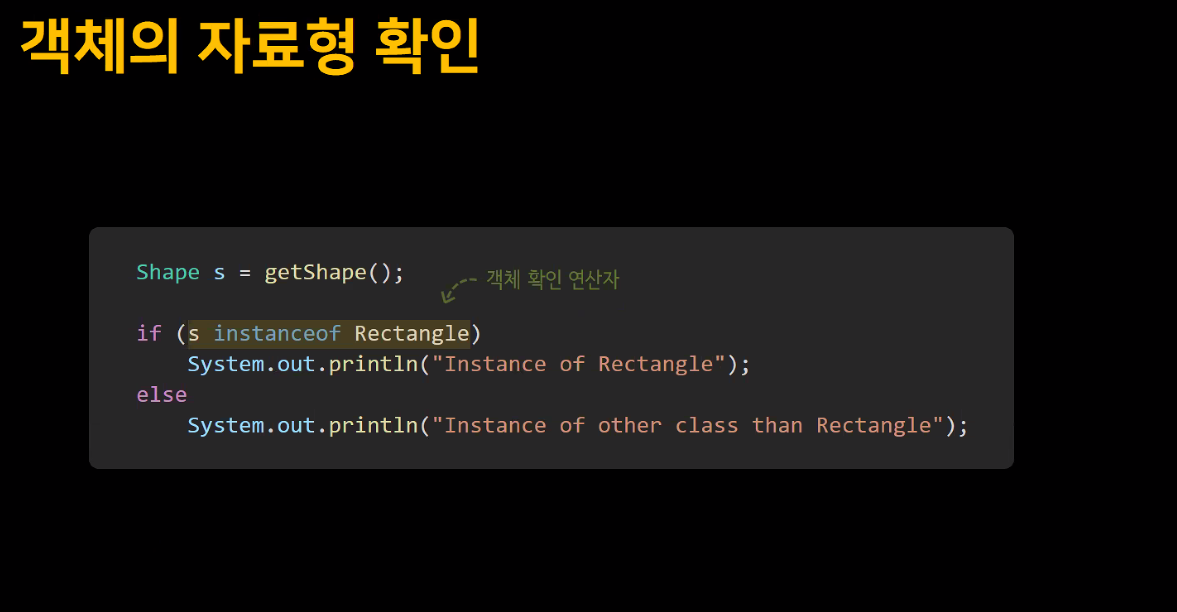 객체의 자료형 확인
Shape s = getShape();
객체 확인 연산자
if (s instanceof Rectangle)
System.out.println("Instance of Rectangle");
else
System.out.println("Instance of other class than Rectangle");